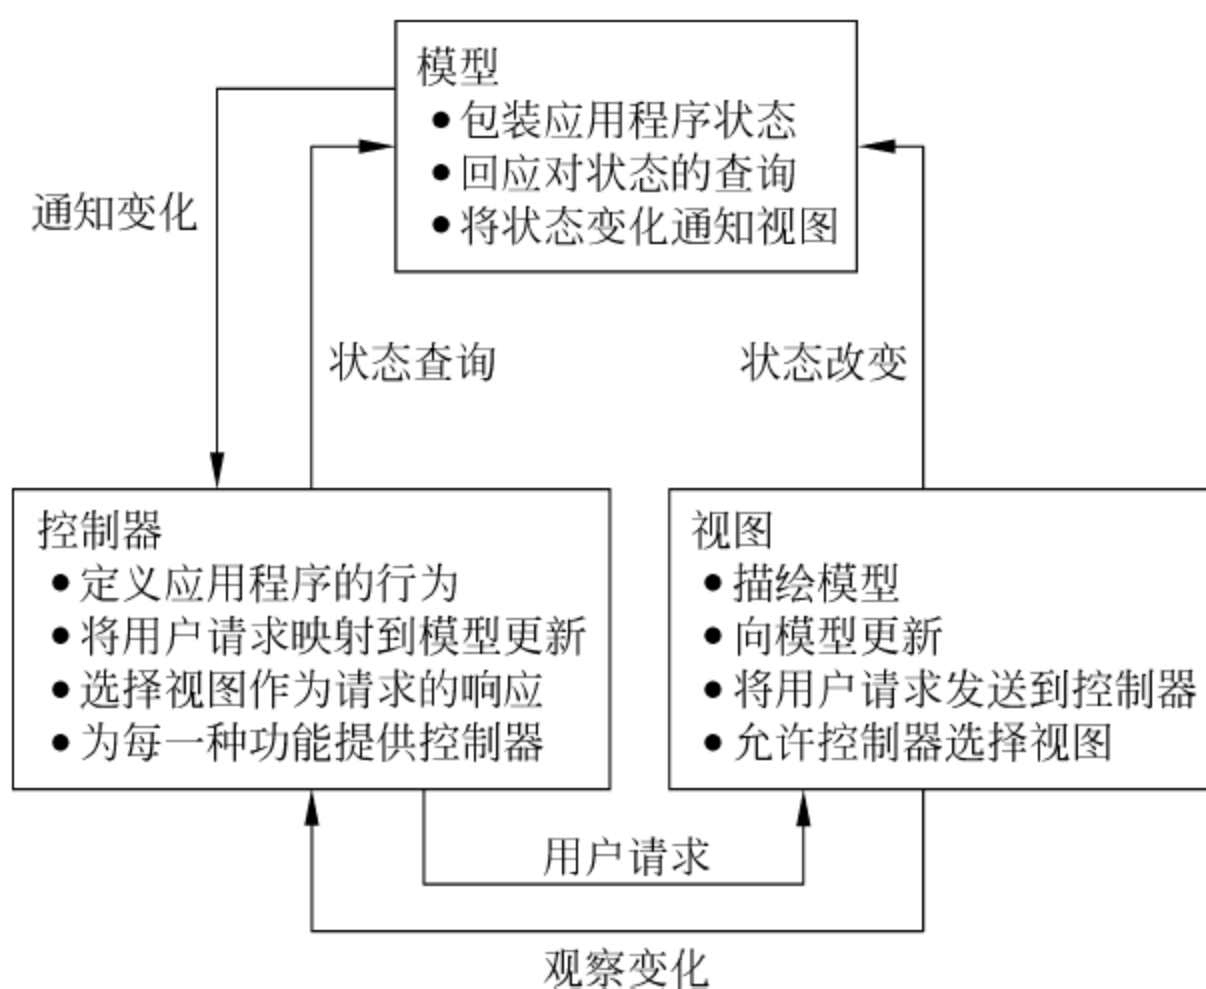 模型
●包装应用程序状态
●回应对状态的查询
●将状态变化通知视图
通知变化
状态查询
状态改变
控制器
●定义应用程序的行为
●将用户请求映射到模型更新
●选择视图作为请求的响应
●为每一种功能提供控制器
视图
●描绘模型
●向模型更新
●将用户请求发送到控制器
●允许控制器选择视图
用户请求
观察变化